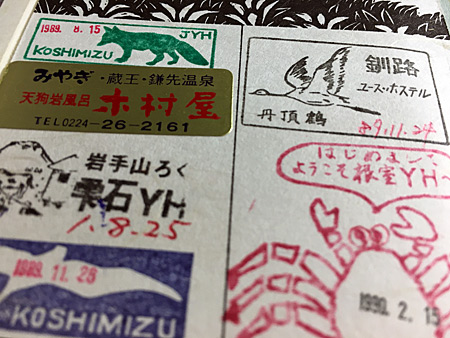 1989. 8. 15
JYH
KOSHIMIZU
みやぎ・蔵王・鎌先温泉
天狗岩風呂 木村屋
TEL0224-26-2161
岩手山ろく
雫石YH
1.8.25
1989. 11. 28
KOSHIMIZU
釧路
ユース・ホステル
丹頂鶴
89.11.24
はじめまして
ようこそ根室YHへ
1990. 2. 15